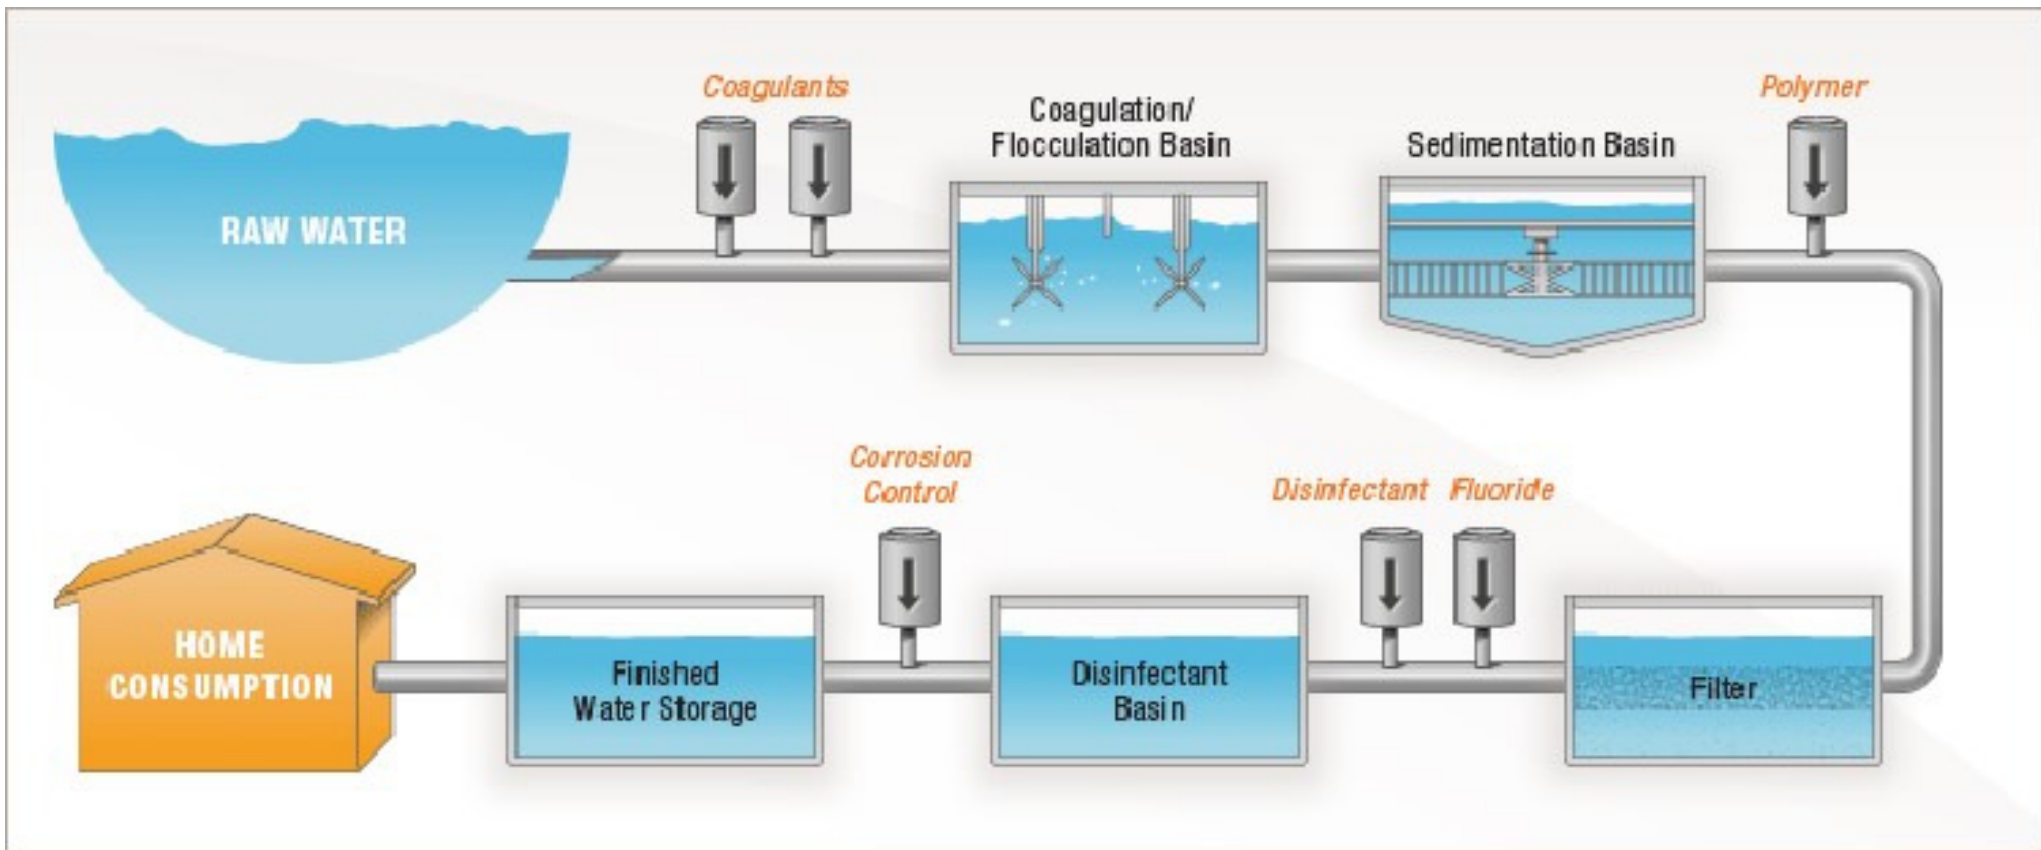 Coagulants
Coagulation/
Flocculation Basin
Sedimentation Basin
Polymer
RAW WATER
Corrosion
Control
Disinfectant
Fluoride
HOME
CONSUMPTION
Finished
Water Storage
Disinfectant
Basin
Filter